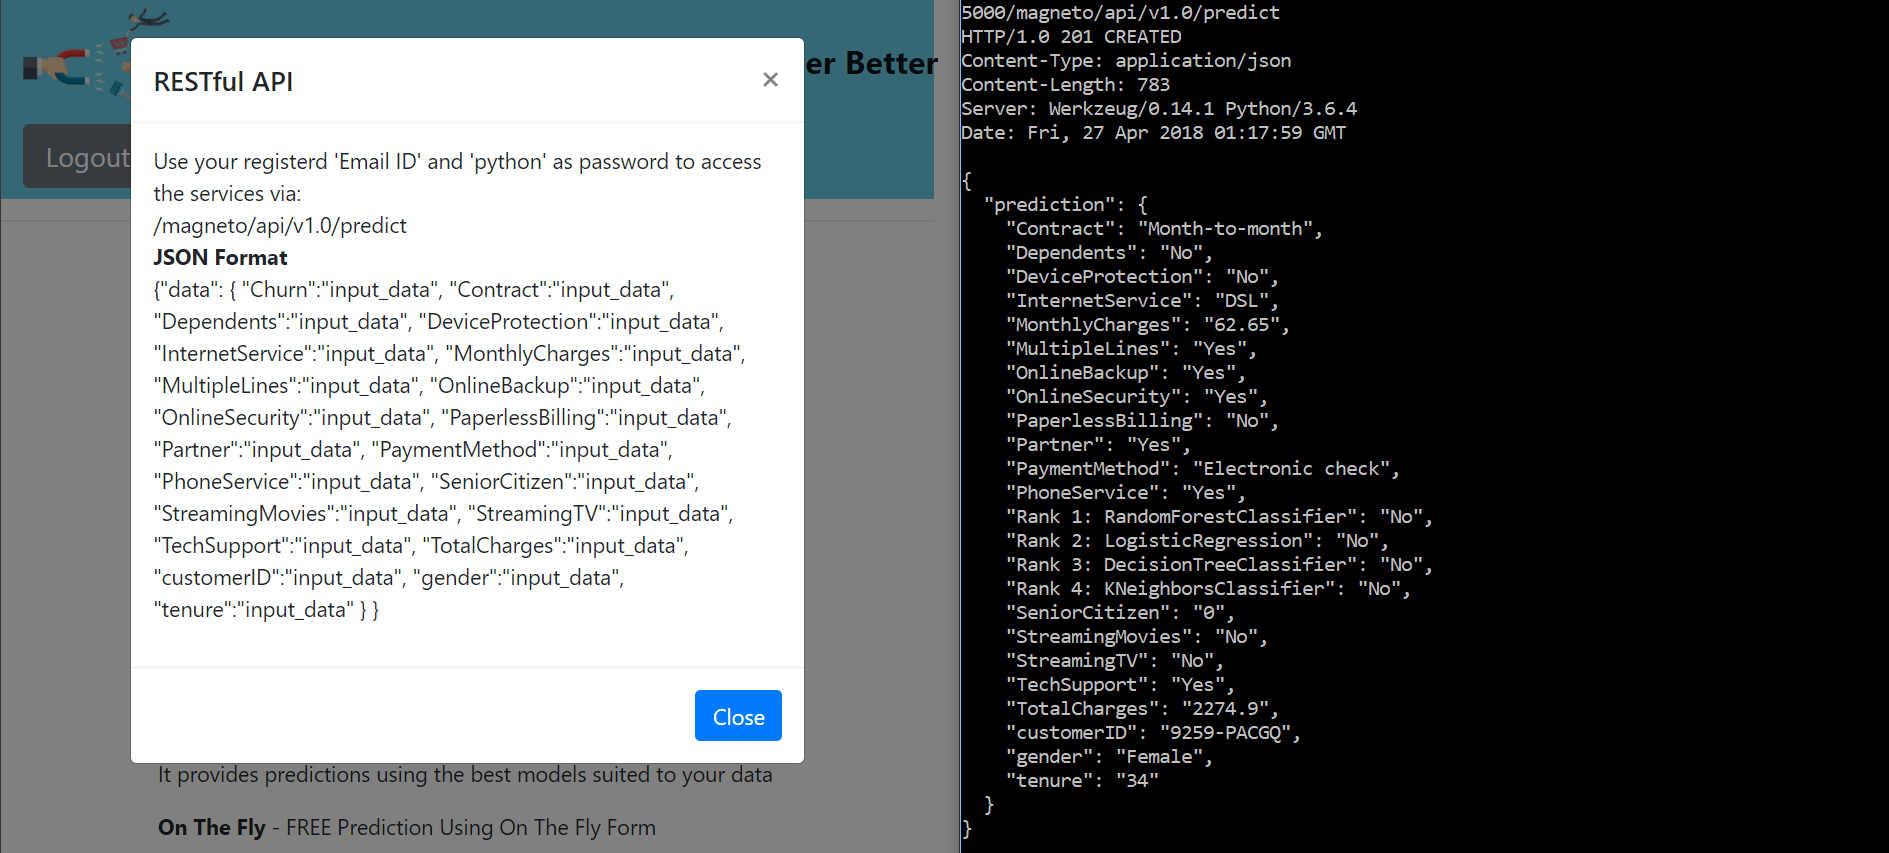 er Better
Logout
RESTful API
×
Use your registerd 'Email ID' and 'python' as password to access
the services via:
/magneto/api/v1.0/predict
JSON Format
{"data": { "Churn":"input_data", "Contract":"input_data",
"Dependents":"input_data", "DeviceProtection":"input_data",
"InternetService":"input_data", "MonthlyCharges":"input_data",
"MultipleLines":"input_data", "OnlineBackup":"input_data",
"OnlineSecurity":"input_data", "PaperlessBilling":"input_data",
"Partner":"input_data", "PaymentMethod":"input_data",
"PhoneService":"input_data", "SeniorCitizen":"input_data",
"StreamingMovies":"input_data", "StreamingTV":"input_data",
"TechSupport":"input_data", "TotalCharges":"input_data",
"customerID":"input_data", "gender":"input_data",
"tenure":"input_data" } }
Close
It provides predictions using the best models suited to your data
On The Fly - FREE Prediction Using On The Fly Form
5000/magneto/api/v1.0/predict
HTTP/1.0 201 CREATED
Content-Type: application/json
Content-Length: 783
Server: Werkzeug/0.14.1 Python/3.6.4
Date: Fri, 27 Apr 2018 01:17:59 GMT
{
"prediction": {
"Contract": "Month-to-month",
"Dependents": "No",
"DeviceProtection": "No",
"InternetService": "DSL",
"MonthlyCharges": "62.65",
"MultipleLines": "Yes",
"OnlineBackup": "Yes",
"OnlineSecurity": "Yes",
"PaperlessBilling": "No",
"Partner": "Yes",
"PaymentMethod": "Electronic check",
"PhoneService": "Yes",
"Rank 1: RandomForestClassifier": "No",
"Rank 2: LogisticRegression": "No",
"Rank 3: DecisionTreeClassifier": "No",
"Rank 4: KNeighborsClassifier": "No",
"SeniorCitizen": "0",
"StreamingMovies": "No",
"StreamingTV": "No",
"TechSupport": "Yes",
"TotalCharges": "2274.9",
"customerID": "9259-PACGQ",
"gender": "Female",
"tenure": "34"
}
}